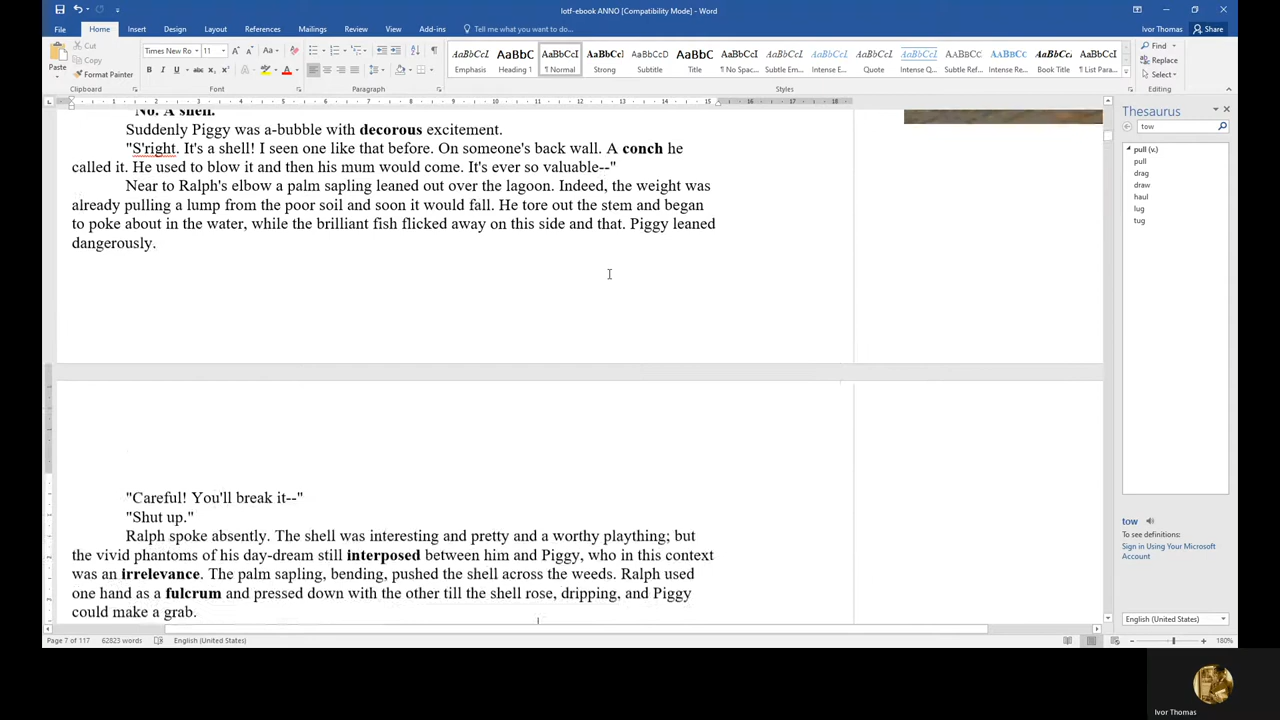 lotf-ebook ANNO [Compatibility Mode] - Word
File Home Insert Design Layout References Mailings Review View Add-ins Tell me what you want to do... Ivor Thomas Share
Paste Cut Copy Format Painter Clipboard
Times New Ro 11 Font
Paragraph
AaBbCcI Emphasis AaBbC Heading 1 AaBbCcI ¶ Normal AaBbCcI Strong AaBbCcD Subtitle AaBbC Title AaBbCcI ¶ No Spac... AaBbCcI Subtle Em... AaBbCcI Intense E... AaBbCcI Quote AaBbCcI Intense Q... AaBbCcI Subtle Ref... AaBbCcI Intense Re... AaBbCcI Book Title AaBbCcI ¶ List Para...
Styles
Find Replace Select Editing
"No. A shell."
Suddenly Piggy was a-bubble with decorous excitement.
"S'right. It's a shell! I seen one like that before. On someone's back wall. A conch he
called it. He used to blow it and then his mum would come. It's ever so valuable--"
Near to Ralph's elbow a palm sapling leaned out over the lagoon. Indeed, the weight was
already pulling a lump from the poor soil and soon it would fall. He tore out the stem and began
to poke about in the water, while the brilliant fish flicked away on this side and that. Piggy leaned
dangerously.
"Careful! You'll break it--"
"Shut up."
Ralph spoke absently. The shell was interesting and pretty and a worthy plaything; but
the vivid phantoms of his day-dream still interposed between him and Piggy, who in this context
was an irrelevance. The palm sapling, bending, pushed the shell across the weeds. Ralph used
one hand as a fulcrum and pressed down with the other till the shell rose, dripping, and Piggy
could make a grab.
Thesaurus
tow
pull (v.)
pull
drag
draw
haul
lug
tug
tow
To see definitions:
Sign in Using Your Microsoft
Account
English (United States)
Page 7 of 117 62823 words English (United States) 180%
Ivor Thomas